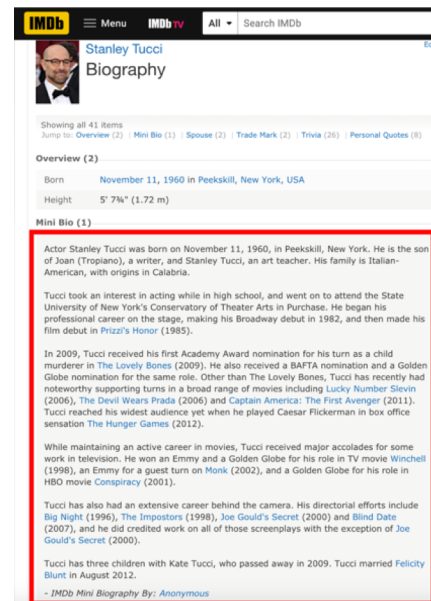 IMDb Menu IMDb TV All Search IMDb
Stanley Tucci
Biography
Showing all 41 items
Jump to: Overview (2) | Mini Bio (1) | Spouse (2) | Trade Mark (2) | Trivia (26) | Personal Quotes (8)
Overview (2)
Born November 11, 1960 in Peekskill, New York, USA
Height 5' 7¾" (1.72 m)
Mini Bio (1)
Actor Stanley Tucci was born on November 11, 1960, in Peekskill, New York. He is the son
of Joan (Tropiano), a writer, and Stanley Tucci, an art teacher. His family is Italian-
American, with origins in Calabria.
Tucci took an interest in acting while in high school, and went on to attend the State
University of New York's Conservatory of Theater Arts in Purchase. He began his
professional career on the stage, making his Broadway debut in 1982, and then made his
film debut in Prizzi's Honor (1985).
In 2009, Tucci received his first Academy Award nomination for his turn as a child
murderer in The Lovely Bones (2009). He also received a BAFTA nomination and a Golden
Globe nomination for the same role. Other than The Lovely Bones, Tucci has recently had
noteworthy supporting turns in a broad range of movies including Lucky Number Slevin
(2006), The Devil Wears Prada (2006) and Captain America: The First Avenger (2011).
Tucci reached his widest audience yet when he played Caesar Flickerman in box office
sensation The Hunger Games (2012).
While maintaining an active career in movies, Tucci received major accolades for some
work in television. He won an Emmy and a Golden Globe for his role in TV movie Winchell
(1998), an Emmy for a guest turn on Monk (2002), and a Golden Globe for his role in
HBO movie Conspiracy (2001).
Tucci has also had an extensive career behind the camera. His directorial efforts include
Big Night (1996), The Impostors (1998), Joe Gould's Secret (2000) and Blind Date
(2007), and he did credited work on all of those screenplays with the exception of Joe
Gould's Secret (2000).
Tucci has three children with Kate Tucci, who passed away in 2009. Tucci married Felicity
Blunt in August 2012.
- IMDb Mini Biography By: Anonymous